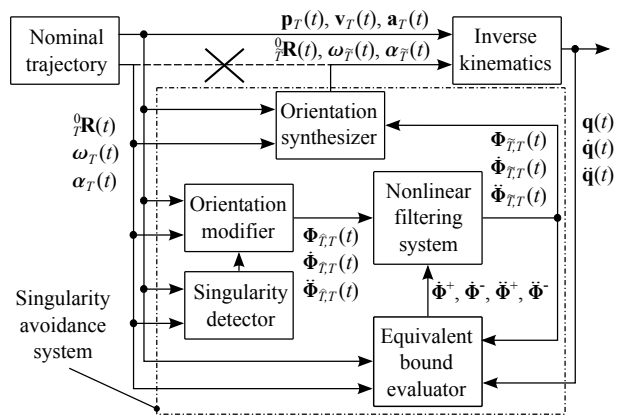 Nominal
trajectory
p_T(t), v_T(t), a_T(t)
⁰_T̃R(t), ω_T̃(t), α_T̃(t)
Inverse
kinematics
Orientation
synthesizer
⁰_TR(t)
ω_T(t)
α_T(t)
q(t)
q̇(t)
q̈(t)
Φ_T̃,T(t)
Φ̇_T̃,T(t)
Φ̈_T̃,T(t)
Orientation
modifier
Nonlinear
filtering
system
Φ_T̂,T(t)
Φ̇_T̂,T(t)
Φ̈_T̂,T(t)
Singularity
detector
Φ̇⁺, Φ̇⁻, Φ̈⁺, Φ̈⁻
Singularity
avoidance
system
Equivalent
bound
evaluator